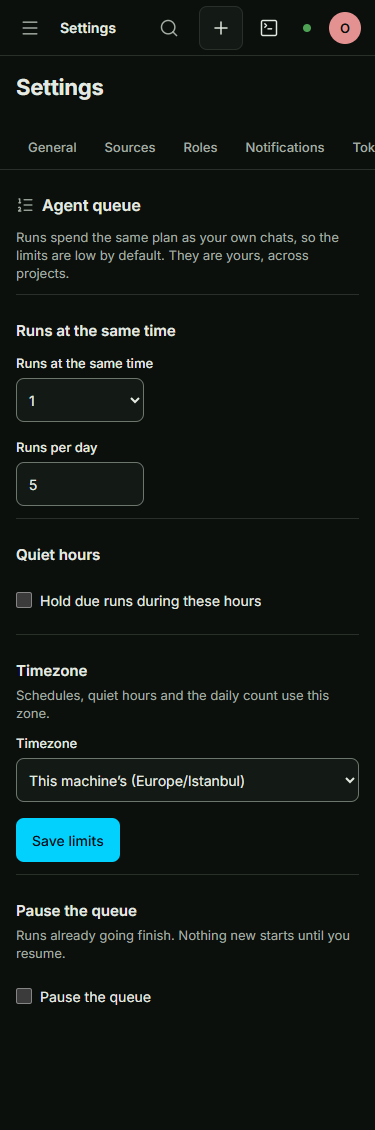 Settings
O
Settings
General
Sources
Roles
Notifications
Tok
Agent queue
Runs spend the same plan as your own chats, so the
limits are low by default. They are yours, across
projects.
Runs at the same time
Runs at the same time
1
Runs per day
5
Quiet hours
Hold due runs during these hours
Timezone
Schedules, quiet hours and the daily count use this
zone.
Timezone
This machine's (Europe/Istanbul)
Save limits
Pause the queue
Runs already going finish. Nothing new starts until you
resume.
Pause the queue